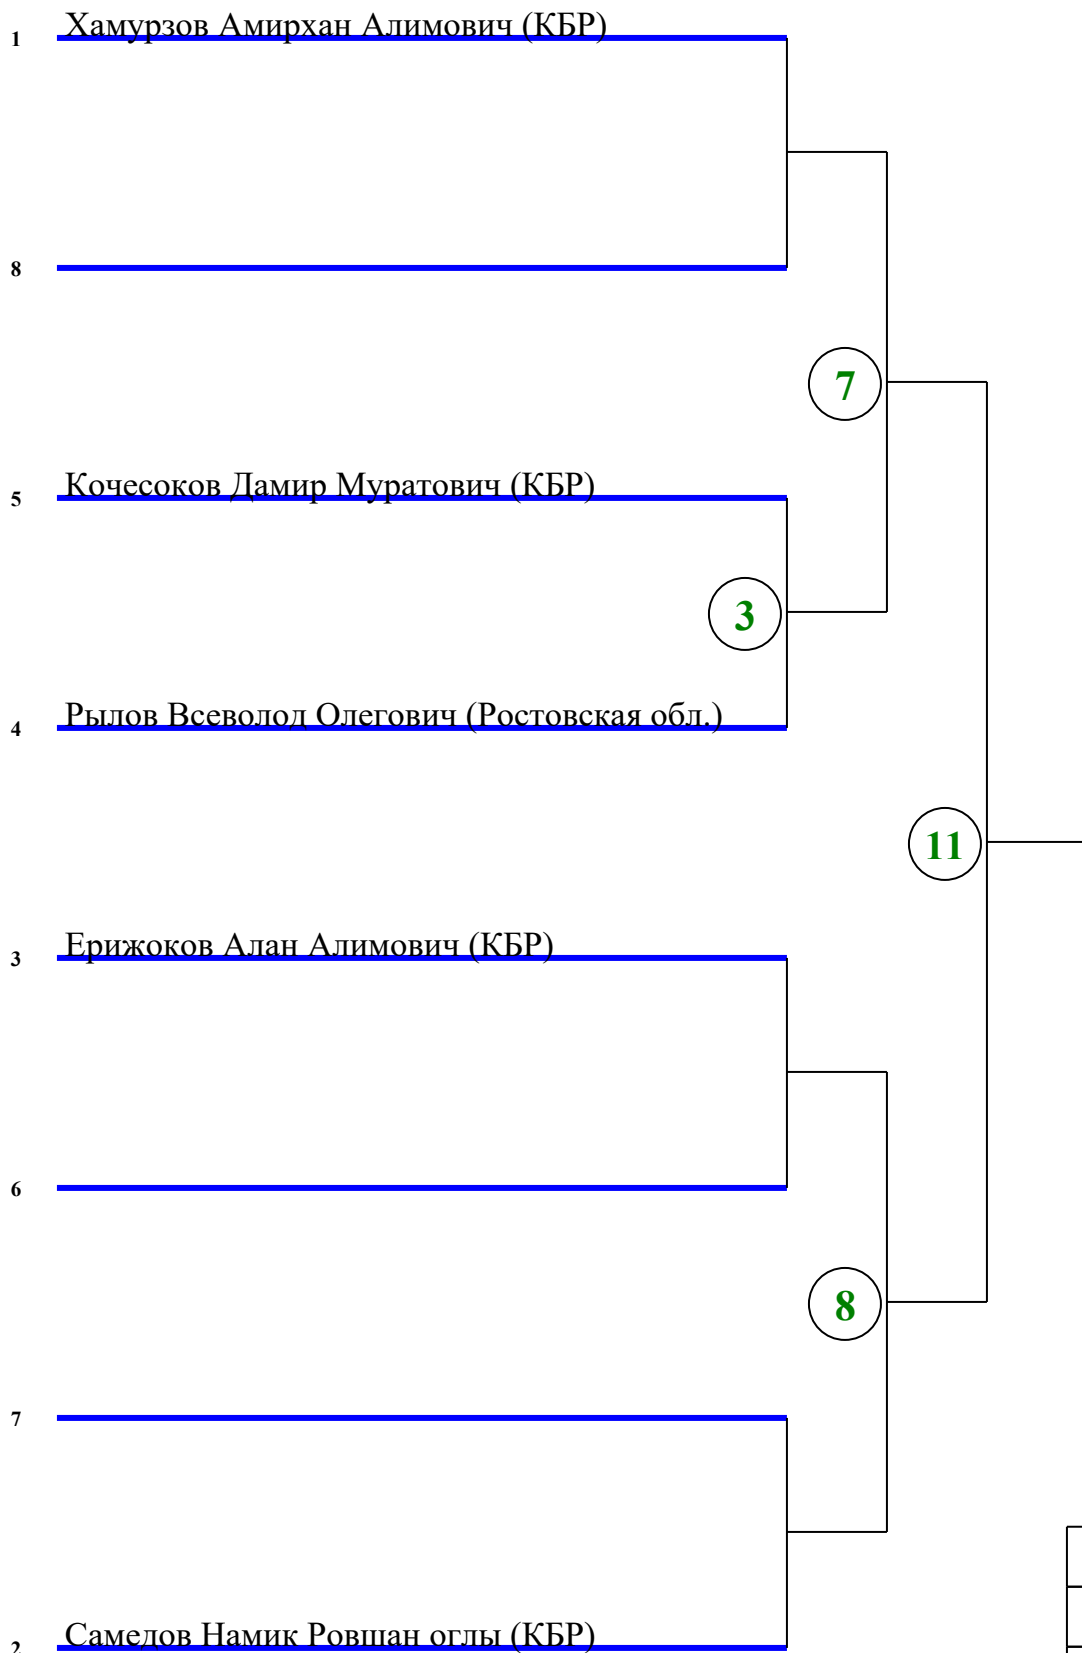 1 Хамурзов Амирхан Алимович (КБР)
8
7
5 Кочесоков Дамир Муратович (КБР)
3
4 Рылов Всеволод Олегович (Ростовская обл.)
11
3 Ерижоков Алан Алимович (КБР)
6
8
7
2 Самедов Намик Ровшан оглы (КБР)